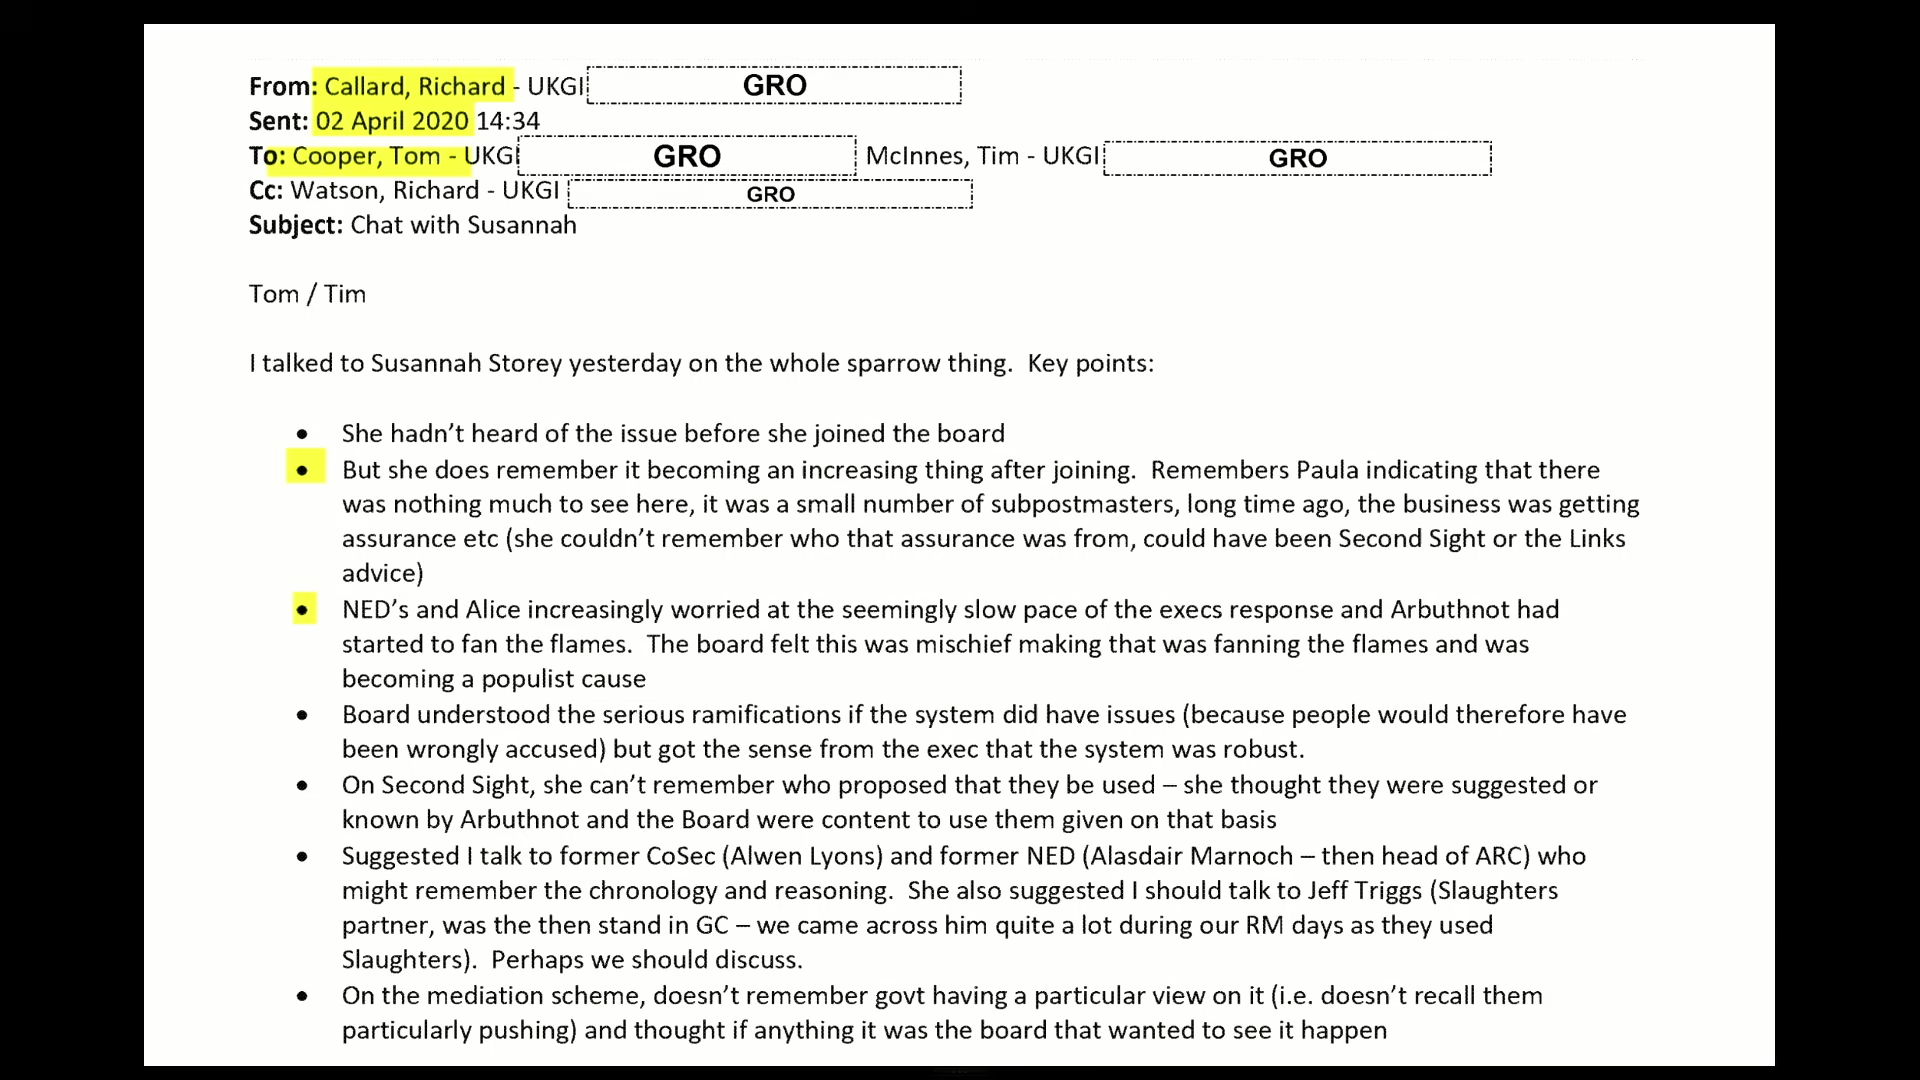 From: Callard, Richard - UKGI GRO
Sent: 02 April 2020 14:34
To: Cooper, Tom - UKGI GRO McInnes, Tim - UKGI GRO
Cc: Watson, Richard - UKGI GRO
Subject: Chat with Susannah
Tom / Tim
I talked to Susannah Storey yesterday on the whole sparrow thing.  Key points:
• She hadn't heard of the issue before she joined the board
• But she does remember it becoming an increasing thing after joining.  Remembers Paula indicating that there
was nothing much to see here, it was a small number of subpostmasters, long time ago, the business was getting
assurance etc (she couldn't remember who that assurance was from, could have been Second Sight or the Links
advice)
• NED's and Alice increasingly worried at the seemingly slow pace of the execs response and Arbuthnot had
started to fan the flames.  The board felt this was mischief making that was fanning the flames and was
becoming a populist cause
• Board understood the serious ramifications if the system did have issues (because people would therefore have
been wrongly accused) but got the sense from the exec that the system was robust.
• On Second Sight, she can't remember who proposed that they be used – she thought they were suggested or
known by Arbuthnot and the Board were content to use them given on that basis
• Suggested I talk to former CoSec (Alwen Lyons) and former NED (Alasdair Marnoch – then head of ARC) who
might remember the chronology and reasoning.  She also suggested I should talk to Jeff Triggs (Slaughters
partner, was the then stand in GC – we came across him quite a lot during our RM days as they used
Slaughters).  Perhaps we should discuss.
• On the mediation scheme, doesn't remember govt having a particular view on it (i.e. doesn't recall them
particularly pushing) and thought if anything it was the board that wanted to see it happen